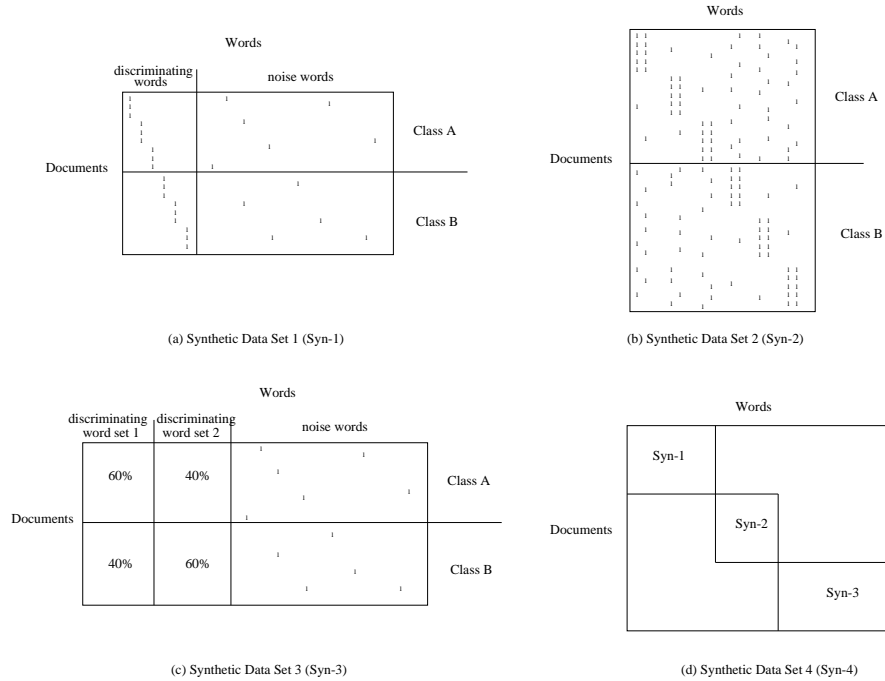 Words
discriminating
words
noise words
Documents
Class A
Class B
(a) Synthetic Data Set 1 (Syn-1)
Words
Documents
Class A
Class B
(b) Synthetic Data Set 2 (Syn-2)
Words
discriminating
word set 1
discriminating
word set 2
noise words
60%
40%
Class A
Documents
40%
60%
Class B
(c) Synthetic Data Set 3 (Syn-3)
Words
Syn-1
Documents
Syn-2
Syn-3
(d) Synthetic Data Set 4 (Syn-4)